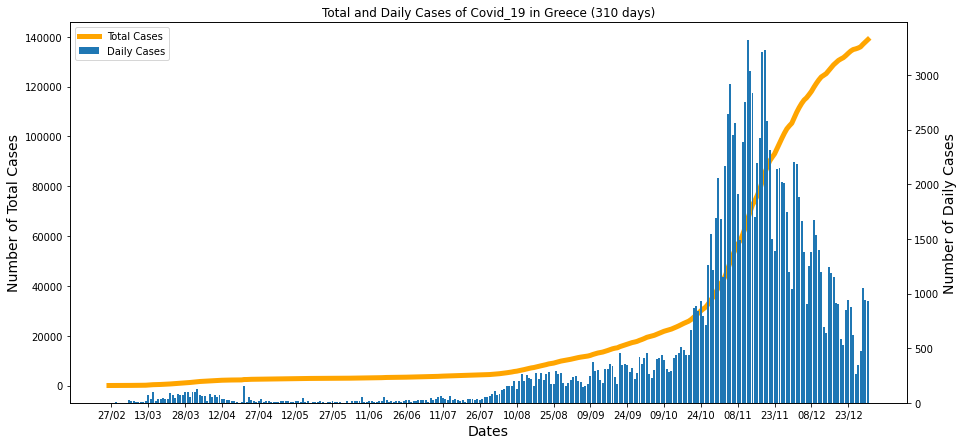 Total and Daily Cases of Covid_19 in Greece (310 days)
Total Cases
Daily Cases
Number of Total Cases
140000
120000
100000
80000
60000
40000
20000
0
3000
2500
2000
1500
1000
500
0
Number of Daily Cases
27/02 13/03 28/03 12/04 27/04 12/05 27/05 11/06 26/06 11/07 26/07 10/08 25/08 09/09 24/09 09/10 24/10 08/11 23/11 08/12 23/12
Dates